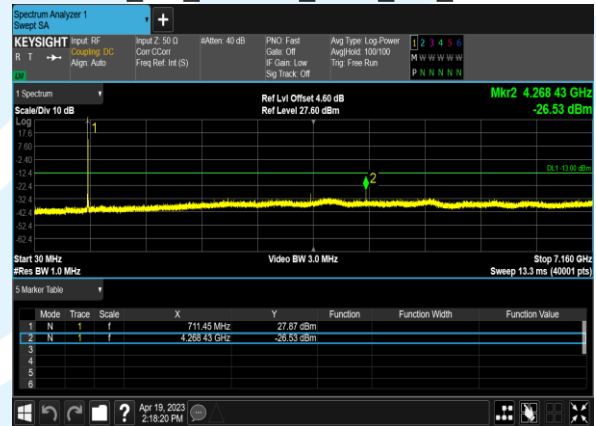 Spectrum Analyzer 1
Swept SA
+
KEYSIGHT Input: RF Input Z: 50 Ω #Atten: 40 dB PNO: Fast Avg Type: Log-Power 1 2 3 4 5 6
R T Coupling: DC Corr CCorr Gate: Off Avg|Hold: 100/100 M W W W W W
Align: Auto Freq Ref: Int (S) IF Gain: Low Trig: Free Run
Sig Track: Off P N N N N N
1 Spectrum Ref Lvl Offset 4.60 dB Mkr2 4.268 43 GHz
Scale/Div 10 dB Ref Level 27.60 dBm -26.53 dBm
Log
1
17.6
7.60
-2.40
-12.4 DL1 -13.00 dBm
2
-22.4
-32.4
-42.4
-52.4
-62.4
Start 30 MHz Video BW 3.0 MHz Stop 7.160 GHz
#Res BW 1.0 MHz Sweep 13.3 ms (40001 pts)
5 Marker Table
Mode Trace Scale X Y Function Function Width Function Value
1 N 1 f 711.45 MHz 27.87 dBm
2 N 1 f 4.268 43 GHz -26.53 dBm
3
4
5
6
? Apr 19, 2023
2:18:20 PM